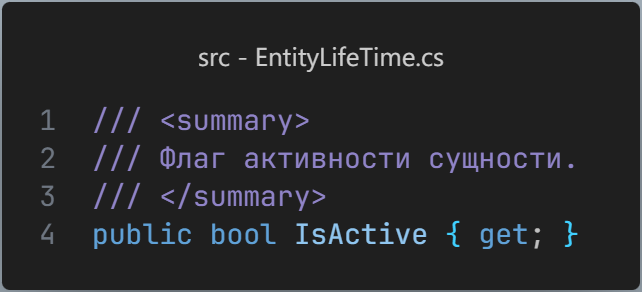 src - EntityLifeTime.cs
1 /// <summary>
2 /// Флаг активности сущности.
3 /// </summary>
4 public bool IsActive { get; }